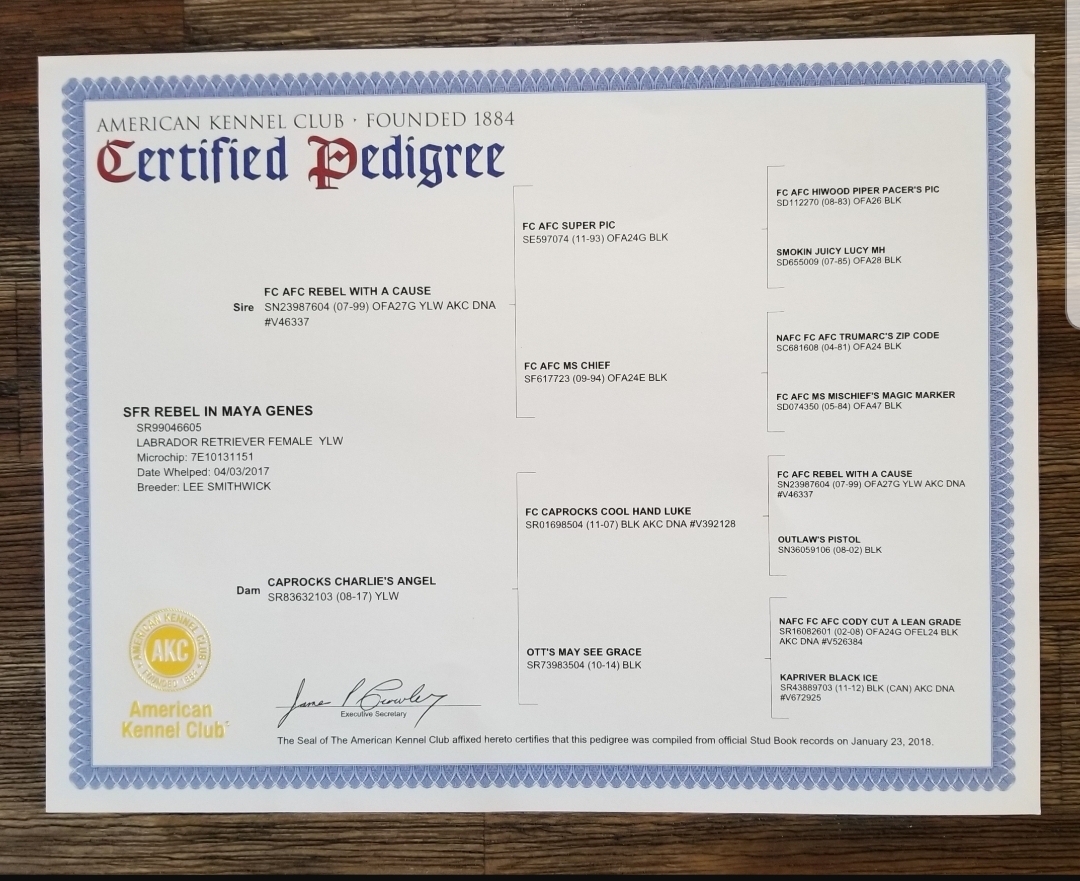 AMERICAN KENNEL CLUB · FOUNDED 1884
Certified Pedigree
FC AFC HIWOOD PIPER PACER'S PIC
SD112270 (08-83) OFA26 BLK
FC AFC SUPER PIC
SE597074 (11-93) OFA24G BLK
SMOKIN JUICY LUCY MH
SD655009 (07-85) OFA28 BLK
Sire
FC AFC REBEL WITH A CAUSE
SN23987604 (07-99) OFA27G YLW AKC DNA
#V46337
NAFC FC AFC TRUMARC'S ZIP CODE
SC681608 (04-81) OFA24 BLK
FC AFC MS CHIEF
SF617723 (09-94) OFA24E BLK
FC AFC MS MISCHIEF'S MAGIC MARKER
SD074350 (05-84) OFA47 BLK
SFR REBEL IN MAYA GENES
SR99046605
LABRADOR RETRIEVER FEMALE YLW
Microchip: 7E10131151
Date Whelped: 04/03/2017
Breeder: LEE SMITHWICK
FC AFC REBEL WITH A CAUSE
SN23987604 (07-99) OFA27G YLW AKC DNA
#V46337
FC CAPROCKS COOL HAND LUKE
SR01698504 (11-07) BLK AKC DNA #V392128
OUTLAW'S PISTOL
SN36059106 (08-02) BLK
Dam
CAPROCKS CHARLIE'S ANGEL
SR83632103 (08-17) YLW
NAFC FC AFC CODY CUT A LEAN GRADE
SR16082601 (02-08) OFA24G OFEL24 BLK
AKC DNA #V526384
OTT'S MAY SEE GRACE
SR73983504 (10-14) BLK
KAPRIVER BLACK ICE
SR43889703 (11-12) BLK (CAN) AKC DNA
#V672925
AMERICAN KENNEL CLUB
AKC
FOUNDED 1884
American
Kennel Club
James P Crowley
Executive Secretary
The Seal of The American Kennel Club affixed hereto certifies that this pedigree was compiled from official Stud Book records on January 23, 2018.